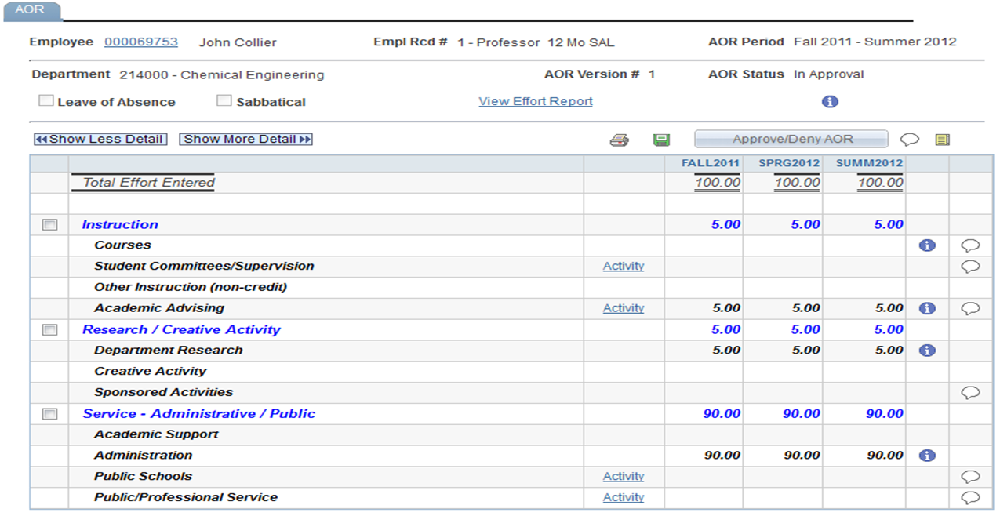 AOR
Employee 000069753 John Collier Empl Rcd # 1 - Professor 12 Mo SAL AOR Period Fall 2011 - Summer 2012
Department 214000 - Chemical Engineering AOR Version # 1 AOR Status In Approval
Leave of Absence Sabbatical View Effort Report
Show Less Detail Show More Detail Approve/Deny AOR
FALL2011 SPRG2012 SUMM2012
Total Effort Entered 100.00 100.00 100.00
Instruction 5.00 5.00 5.00
Courses
Student Committees/Supervision Activity
Other Instruction (non-credit)
Academic Advising Activity 5.00 5.00 5.00
Research / Creative Activity 5.00 5.00 5.00
Department Research 5.00 5.00 5.00
Creative Activity
Sponsored Activities
Service - Administrative / Public 90.00 90.00 90.00
Academic Support
Administration 90.00 90.00 90.00
Public Schools Activity
Public/Professional Service Activity